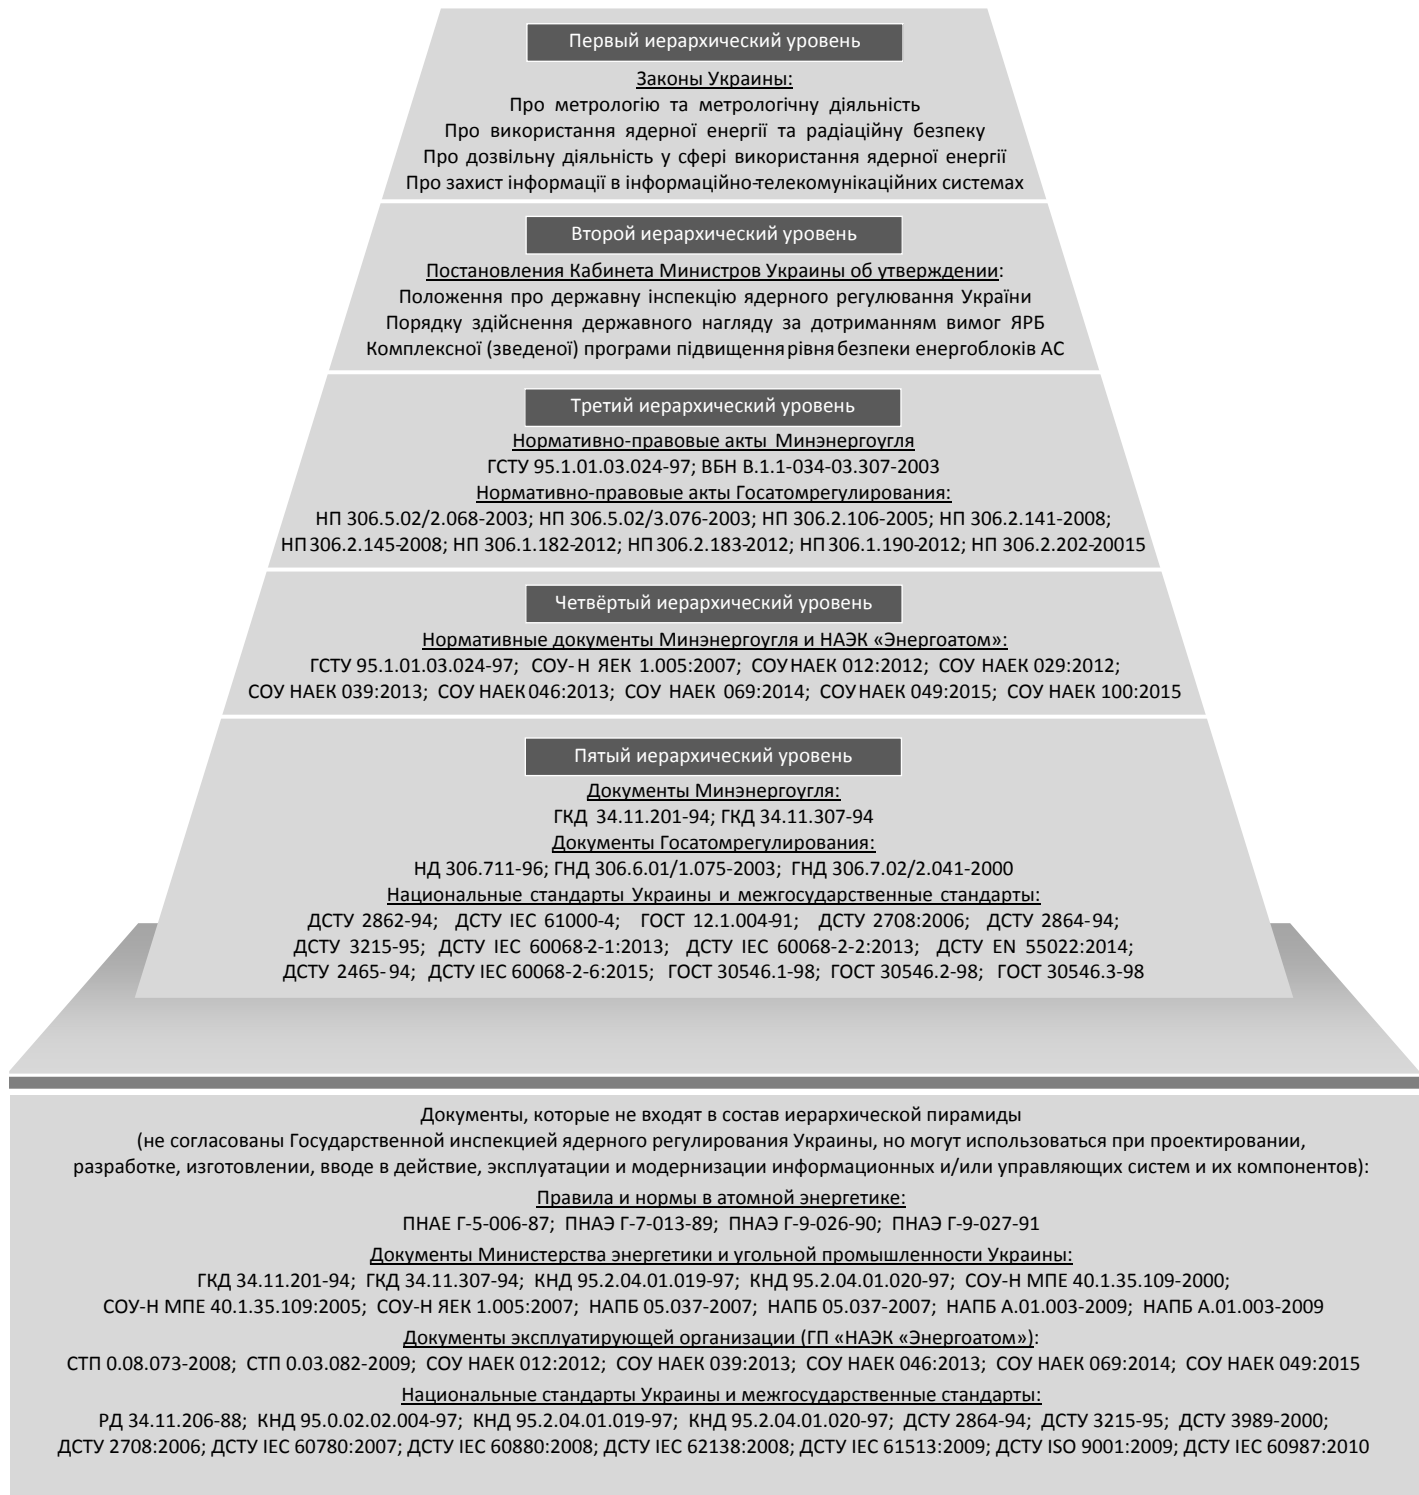 Первый иерархический уровень
Законы Украины:
Про метрологію та метрологічну діяльність
Про використання ядерної енергії та радіаційну безпеку
Про дозвільну діяльність у сфері використання ядерної енергії
Про захист інформації в інформаційно-телекомунікаційних системах
Второй иерархический уровень
Постановления Кабинета Министров Украины об утверждении:
Положення про державну інспекцію ядерного регулювання України
Порядку здійснення державного нагляду за дотриманням вимог ЯРБ
Комплексної (зведеної) програми підвищення рівня безпеки енергоблоків АС
Третий иерархический уровень
Нормативно-правовые акты Минэнергоугля
ГСТУ 95.1.01.03.024-97; ВБН В.1.1-034-03.307-2003
Нормативно-правовые акты Госатомрегулирования:
НП 306.5.02/2.068-2003; НП 306.5.02/3.076-2003; НП 306.2.106-2005; НП 306.2.141-2008;
НП 306.2.145-2008; НП 306.1.182-2012; НП 306.2.183-2012; НП 306.1.190-2012; НП 306.2.202-20015
Четвёртый иерархический уровень
Нормативные документы Минэнергоугля и НАЭК «Энергоатом»:
ГСТУ 95.1.01.03.024-97; СОУ-Н ЯЕК 1.005:2007; СОУ НАЕК 012:2012; СОУ НАЕК 029:2012;
СОУ НАЕК 039:2013; СОУ НАЕК 046:2013; СОУ НАЕК 069:2014; СОУ НАЕК 049:2015; СОУ НАЕК 100:2015
Пятый иерархический уровень
Документы Минэнергоугля:
ГКД 34.11.201-94; ГКД 34.11.307-94
Документы Госатомрегулирования:
НД 306.711-96; ГНД 306.6.01/1.075-2003; ГНД 306.7.02/2.041-2000
Национальные стандарты Украины и межгосударственные стандарты:
ДСТУ 2862-94; ДСТУ IEC 61000-4; ГОСТ 12.1.004-91; ДСТУ 2708:2006; ДСТУ 2864-94;
ДСТУ 3215-95; ДСТУ IEC 60068-2-1:2013; ДСТУ IEC 60068-2-2:2013; ДСТУ EN 55022:2014;
ДСТУ 2465-94; ДСТУ IEC 60068-2-6:2015; ГОСТ 30546.1-98; ГОСТ 30546.2-98; ГОСТ 30546.3-98
Документы, которые не входят в состав иерархической пирамиды
(не согласованы Государственной инспекцией ядерного регулирования Украины, но могут использоваться при проектировании,
разработке, изготовлении, вводе в действие, эксплуатации и модернизации информационных и/или управляющих систем и их компонентов):
Правила и нормы в атомной энергетике:
ПНАЕ Г-5-006-87; ПНАЭ Г-7-013-89; ПНАЭ Г-9-026-90; ПНАЭ Г-9-027-91
Документы Министерства энергетики и угольной промышленности Украины:
ГКД 34.11.201-94; ГКД 34.11.307-94; КНД 95.2.04.01.019-97; КНД 95.2.04.01.020-97; СОУ-Н МПЕ 40.1.35.109-2000;
СОУ-Н МПЕ 40.1.35.109:2005; СОУ-Н ЯЕК 1.005:2007; НАПБ 05.037-2007; НАПБ 05.037-2007; НАПБ А.01.003-2009; НАПБ А.01.003-2009
Документы эксплуатирующей организации (ГП «НАЭК «Энергоатом»):
СТП 0.08.073-2008; СТП 0.03.082-2009; СОУ НАЕК 012:2012; СОУ НАЕК 039:2013; СОУ НАЕК 046:2013; СОУ НАЕК 069:2014; СОУ НАЕК 049:2015
Национальные стандарты Украины и межгосударственные стандарты:
РД 34.11.206-88; КНД 95.0.02.02.004-97; КНД 95.2.04.01.019-97; КНД 95.2.04.01.020-97; ДСТУ 2864-94; ДСТУ 3215-95; ДСТУ 3989-2000;
ДСТУ 2708:2006; ДСТУ IEC 60780:2007; ДСТУ IEC 60880:2008; ДСТУ IEC 62138:2008; ДСТУ IEC 61513:2009; ДСТУ ISO 9001:2009; ДСТУ IEC 60987:2010